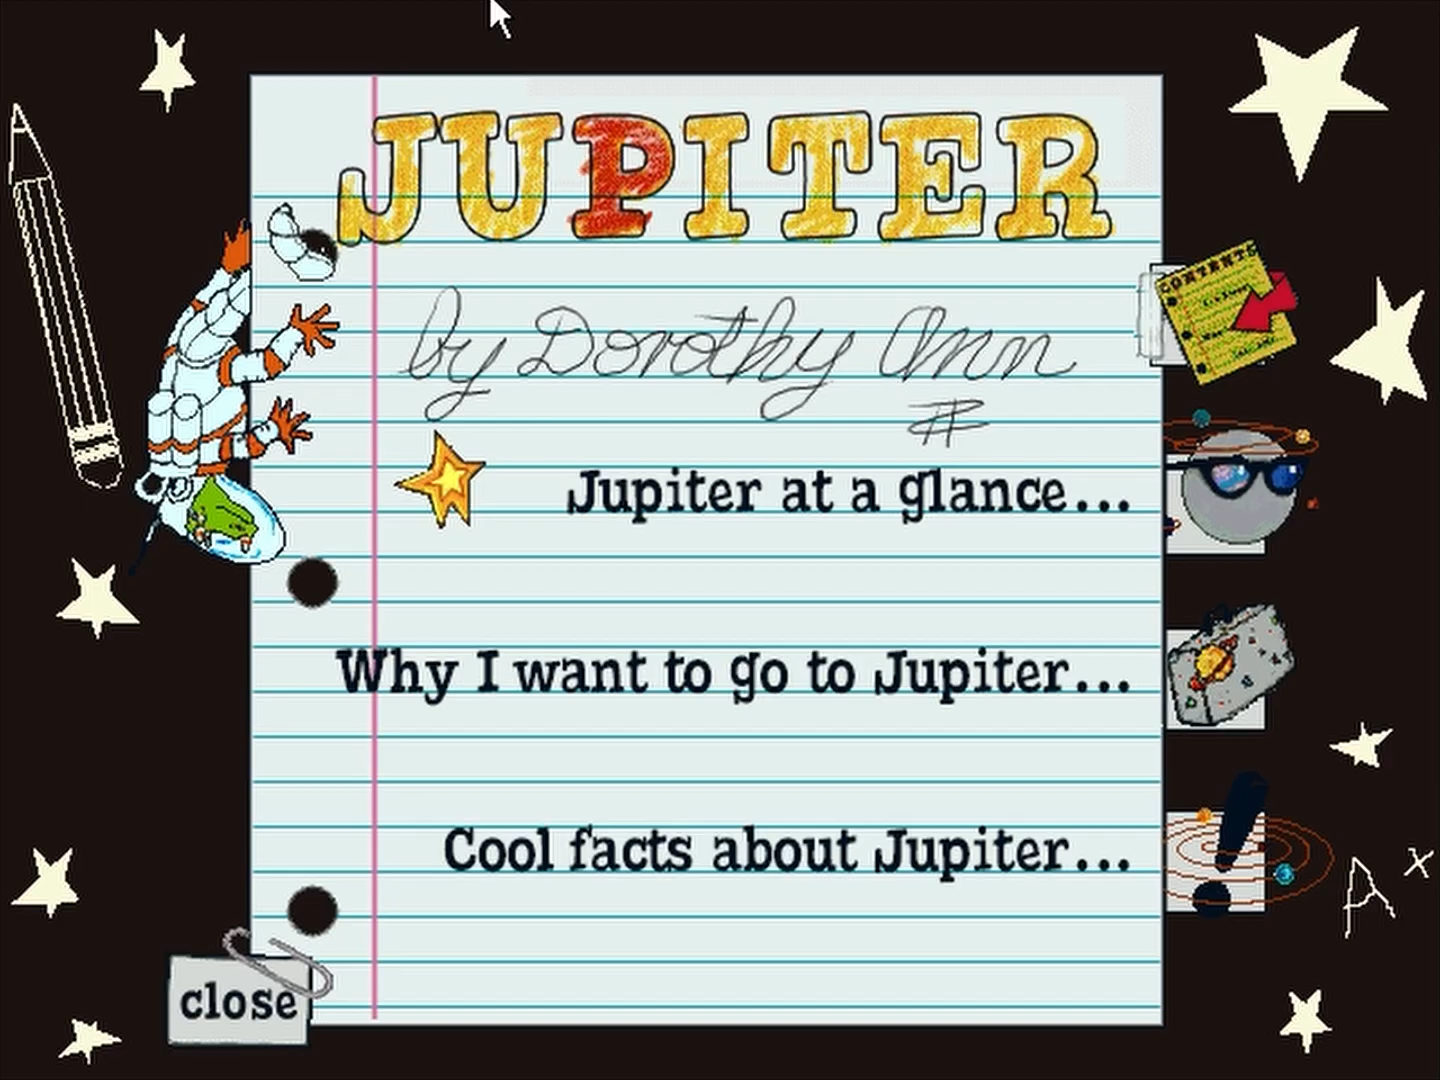 JUPITER
by Dorothy Ann
CONTENTS
Jupiter at a glance...
Why I want to go to Jupiter...
Cool facts about Jupiter...
A x
close